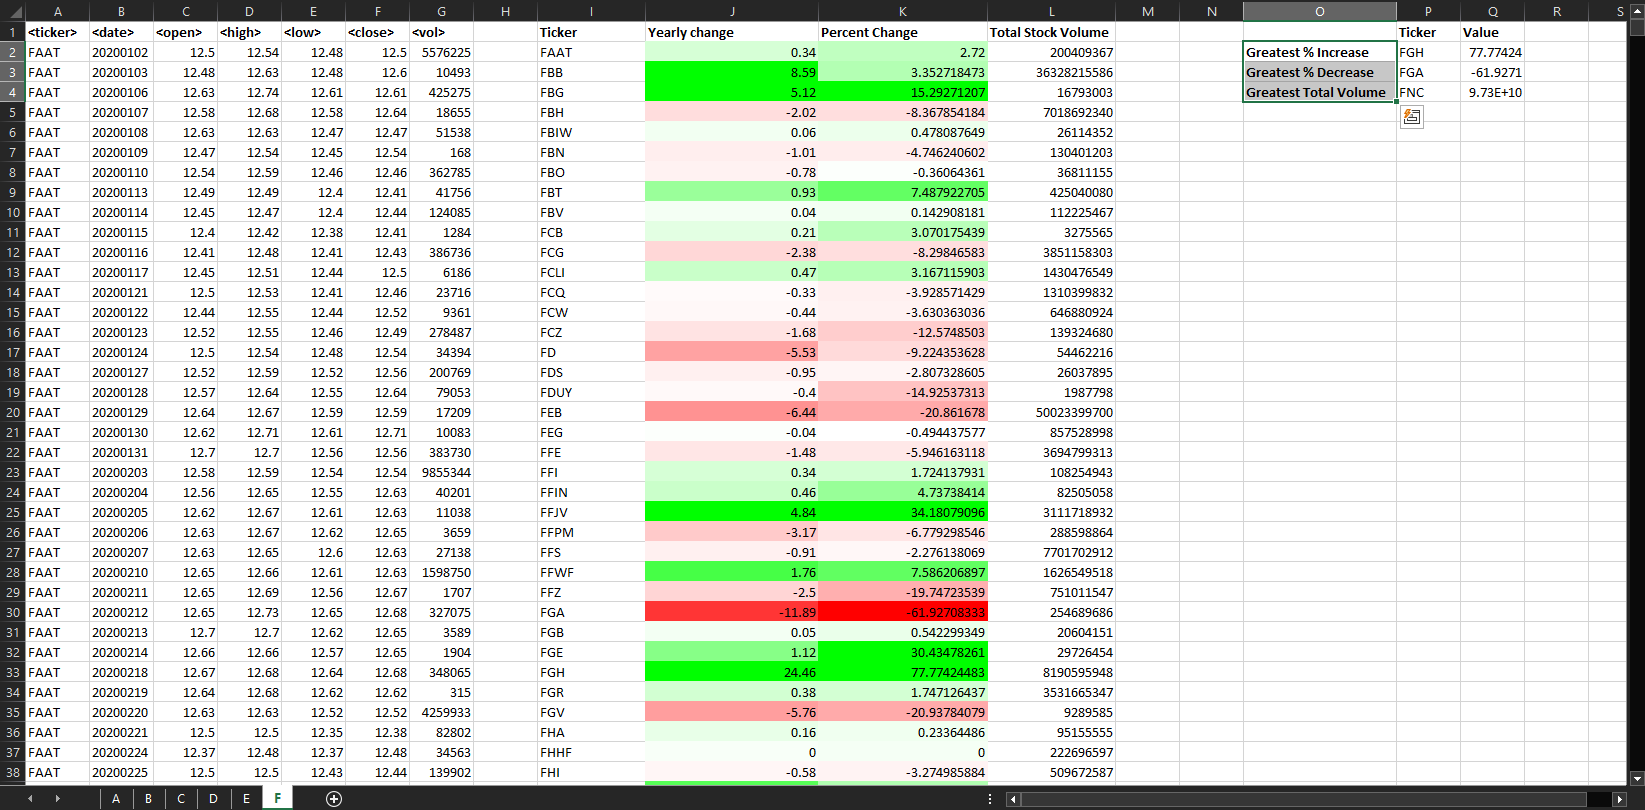 A B C D E F G H I J K L M N O P Q R S
1 <ticker> <date> <open> <high> <low> <close> <vol> Ticker Yearly change Percent Change Total Stock Volume Ticker Value
2 FAAT 20200102 12.5 12.54 12.48 12.5 5576225 FAAT 0.34 2.72 200409367 Greatest % Increase FGH 77.77424
3 FAAT 20200103 12.48 12.63 12.48 12.6 10493 FBB 8.59 3.352718473 36328215586 Greatest % Decrease FGA -61.9271
4 FAAT 20200106 12.63 12.74 12.61 12.61 425275 FBG 5.12 15.29271207 16793003 Greatest Total Volume FNC 9.73E+10
5 FAAT 20200107 12.58 12.68 12.58 12.64 18655 FBH -2.02 -8.367854184 7018692340
6 FAAT 20200108 12.63 12.63 12.47 12.47 51538 FBIW 0.06 0.478087649 26114352
7 FAAT 20200109 12.47 12.54 12.45 12.54 168 FBN -1.01 -4.746240602 130401203
8 FAAT 20200110 12.54 12.59 12.46 12.46 362785 FBO -0.78 -0.36064361 36811155
9 FAAT 20200113 12.49 12.49 12.4 12.41 41756 FBT 0.93 7.487922705 425040080
10 FAAT 20200114 12.45 12.47 12.4 12.44 124085 FBV 0.04 0.142908181 112225467
11 FAAT 20200115 12.4 12.42 12.38 12.41 1284 FCB 0.21 3.070175439 3275565
12 FAAT 20200116 12.41 12.48 12.41 12.43 386736 FCG -2.38 -8.29846583 3851158303
13 FAAT 20200117 12.45 12.51 12.44 12.5 6186 FCLI 0.47 3.167115903 1430476549
14 FAAT 20200121 12.5 12.53 12.41 12.46 23716 FCQ -0.33 -3.928571429 1310399832
15 FAAT 20200122 12.44 12.55 12.44 12.52 9361 FCW -0.44 -3.630363036 646880924
16 FAAT 20200123 12.52 12.55 12.46 12.49 278487 FCZ -1.68 -12.5748503 139324680
17 FAAT 20200124 12.5 12.54 12.48 12.54 34394 FD -5.53 -9.224353628 54462216
18 FAAT 20200127 12.52 12.59 12.52 12.56 200769 FDS -0.95 -2.807328605 26037895
19 FAAT 20200128 12.57 12.64 12.55 12.64 79053 FDUY -0.4 -14.92537313 1987798
20 FAAT 20200129 12.64 12.67 12.59 12.59 17209 FEB -6.44 -20.861678 50023399700
21 FAAT 20200130 12.62 12.71 12.61 12.71 10083 FEG -0.04 -0.494437577 857528998
22 FAAT 20200131 12.7 12.7 12.56 12.56 383730 FFE -1.48 -5.946163118 3694799313
23 FAAT 20200203 12.58 12.59 12.54 12.54 9855344 FFI 0.34 1.724137931 108254943
24 FAAT 20200204 12.56 12.65 12.55 12.63 40201 FFIN 0.46 4.73738414 82505058
25 FAAT 20200205 12.62 12.67 12.61 12.63 11038 FFJV 4.84 34.18079096 3111718932
26 FAAT 20200206 12.63 12.67 12.62 12.65 3659 FFPM -3.17 -6.779298546 288598864
27 FAAT 20200207 12.63 12.65 12.6 12.63 27138 FFS -0.91 -2.276138069 7701702912
28 FAAT 20200210 12.65 12.66 12.61 12.63 1598750 FFWF 1.76 7.586206897 1626549518
29 FAAT 20200211 12.65 12.69 12.56 12.67 1707 FFZ -2.5 -19.74723539 751011547
30 FAAT 20200212 12.65 12.73 12.65 12.68 327075 FGA -11.89 -61.92708333 254689686
31 FAAT 20200213 12.7 12.7 12.62 12.65 3589 FGB 0.05 0.542299349 20604151
32 FAAT 20200214 12.66 12.66 12.57 12.65 1904 FGE 1.12 30.43478261 29726454
33 FAAT 20200218 12.67 12.68 12.64 12.68 348065 FGH 24.46 77.77424483 8190595948
34 FAAT 20200219 12.64 12.68 12.62 12.62 315 FGR 0.38 1.747126437 3531665347
35 FAAT 20200220 12.63 12.63 12.52 12.52 4259933 FGV -5.76 -20.93784079 9289585
36 FAAT 20200221 12.5 12.5 12.35 12.38 82802 FHA 0.16 0.23364486 95155555
37 FAAT 20200224 12.37 12.48 12.37 12.48 34563 FHHF 0 0 222696597
38 FAAT 20200225 12.5 12.5 12.43 12.44 139902 FHI -0.58 -3.274985884 509672587
A B C D E F